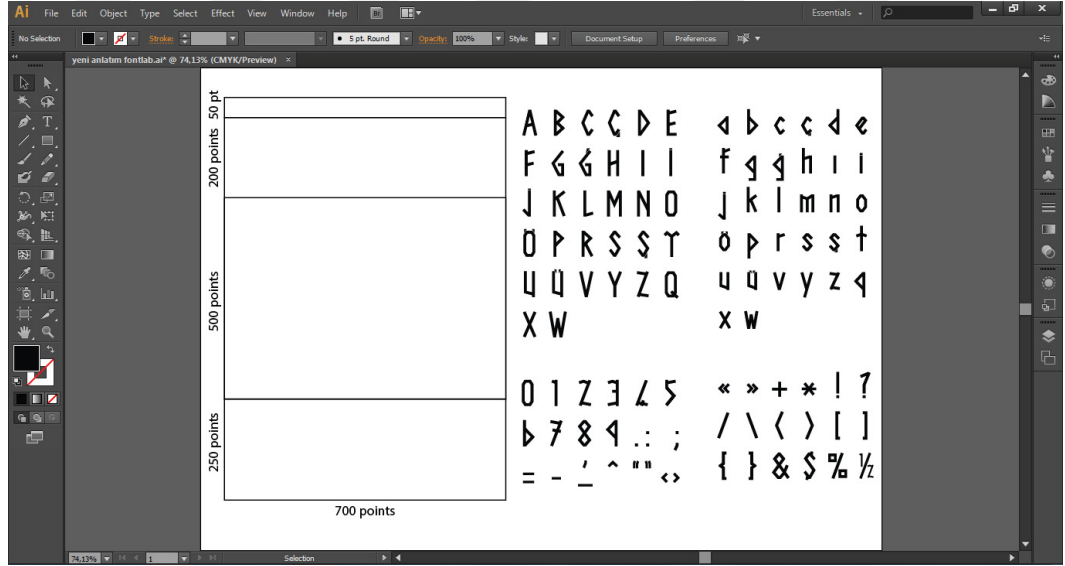 Ai File Edit Object Type Select Effect View Window Help Br Essentials
No Selection Stroke: 5 pt. Round Opacity: 100% Style: Document Setup Preferences
yeni anlatım fontlab.ai* @ 74,13% (CMYK/Preview) ×
50 pt
200 points
500 points
250 points
700 points
A B C Ç D E
F G Ğ H I İ
J K L M N O
Ö P R S Ş T
U Ü V Y Z Q
X W
a b c ç d e
f g ğ h ı i
j k l m n o
ö p r s ş t
u ü v y z q
x w
0 1 2 3 4 5
6 7 8 9 . : ;
= - _ ' ^ " " < >
« » + * ! ?
/ \ ( ) [ ]
{ } & $ % ½
74,13% 1 Selection